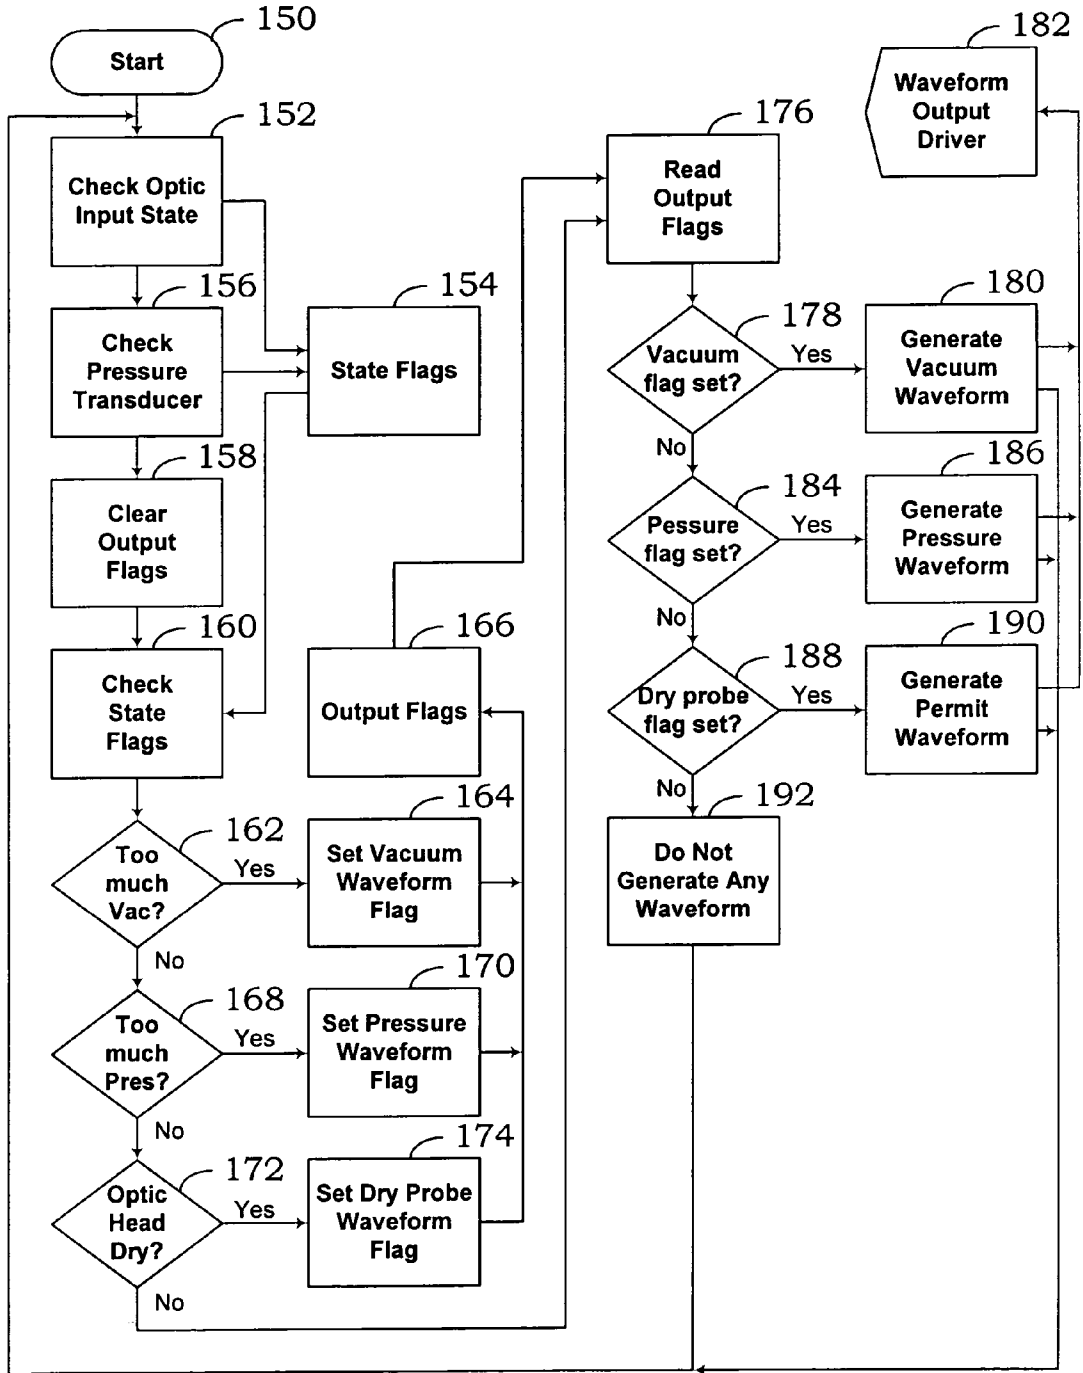 150
Start
152
Check Optic
Input State
156
Check
Pressure
Transducer
154
State Flags
158
Clear
Output
Flags
160
Check
State
Flags
166
Output Flags
162
Too
much
Vac?
Yes
No
164
Set Vacuum
Waveform
Flag
168
Too
much
Pres?
Yes
No
170
Set Pressure
Waveform
Flag
172
Optic
Head
Dry?
Yes
No
174
Set Dry Probe
Waveform
Flag
176
Read
Output
Flags
182
Waveform
Output
Driver
178
Vacuum
flag set?
Yes
No
180
Generate
Vacuum
Waveform
184
Pessure
flag set?
Yes
No
186
Generate
Pressure
Waveform
188
Dry probe
flag set?
Yes
No
190
Generate
Permit
Waveform
192
Do Not
Generate Any
Waveform